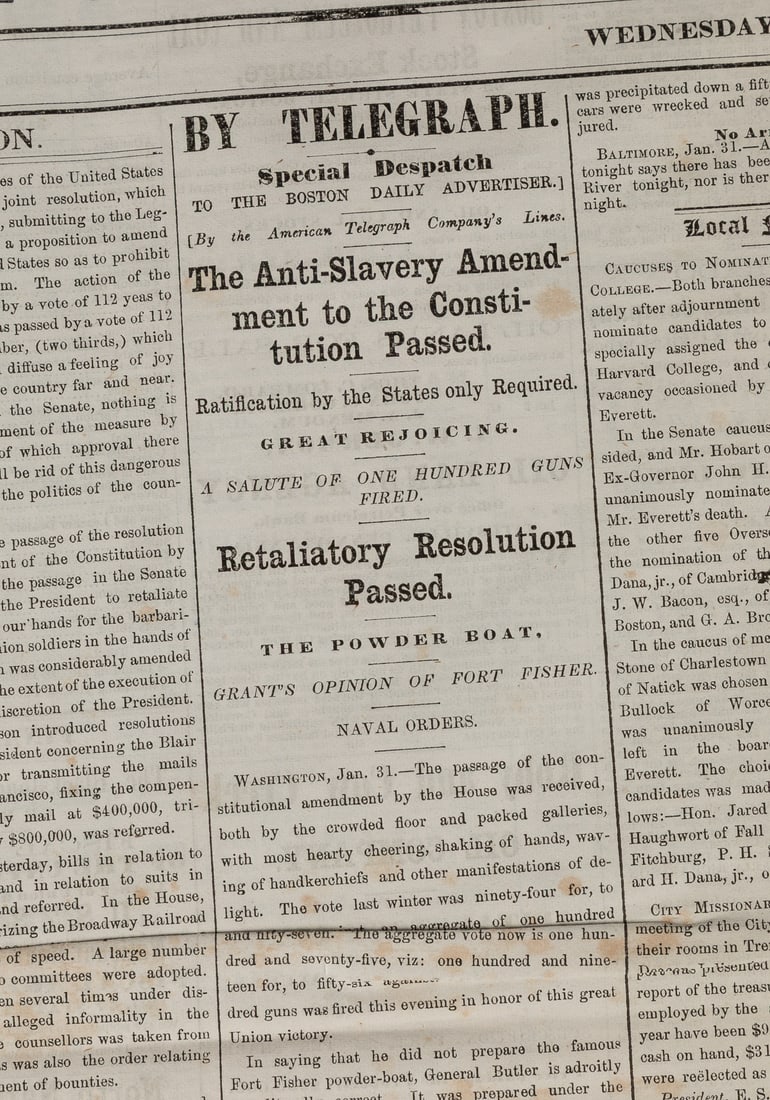 WEDNESDAY
ON.
es of the United States
joint resolution, which
, submitting to the Leg-
a proposition to amend
States so as to prohibit
m. The action of the
by a vote of 112 yeas to
as passed by a vote of 112
ber, (two thirds,) which
diffuse a feeling of joy
e country far and near.
the Senate, nothing is
ment of the measure by
of which approval there
ll be rid of this dangerous
the politics of the coun-
e passage of the resolution
nt of the Constitution by
the passage in the Senate
the President to retaliate
our hands for the barbari-
ion soldiers in the hands of
n was considerably amended
he extent of the execution of
iscretion of the President.
son introduced resolutions
sident concerning the Blair
or transmitting the mails
ancisco, fixing the compen-
ly mail at $400,000, tri-
y $800,000, was referred.
sterday, bills in relation to
and in relation to suits in
nd referred. In the House,
rizing the Broadway Railroad
of speed. A large number
o committees were adopted.
en several times under dis-
alleged informality in the
e counsellors was taken from
s was also the order relating
ment of bounties.
BY TELEGRAPH.
Special Despatch
TO THE BOSTON DAILY ADVERTISER.]
[By the American Telegraph Company's Lines.
The Anti-Slavery Amend-
ment to the Consti-
tution Passed.
Ratification by the States only Required.
GREAT REJOICING.
A SALUTE OF ONE HUNDRED GUNS
FIRED.
Retaliatory Resolution
Passed.
THE POWDER BOAT,
GRANT'S OPINION OF FORT FISHER.
NAVAL ORDERS.
WASHINGTON, Jan. 31.—The passage of the con-
stitutional amendment by the House was received,
both by the crowded floor and packed galleries,
with most hearty cheering, shaking of hands, wav-
ing of handkerchiefs and other manifestations of de-
light. The vote last winter was ninety-four for, to
aggregate of one hundred
and fifty-seven. The aggregate vote now is one hun-
dred and seventy-five, viz: one hundred and nine-
teen for, to fifty-six
dred guns was fired this evening in honor of this great
Union victory.
In saying that he did not prepare the famous
Fort Fisher powder-boat, General Butler is adroitly
It was prepared under the
was precipitated down a fift
cars were wrecked and se
jured.
No Ar
BALTIMORE, Jan. 31.—A
tonight says there has bee
River tonight, nor is ther
night.
Local
CAUCUSES TO NOMINAT
COLLEGE.—Both branches
ately after adjournment
nominate candidates to
specially assigned the
Harvard College, and
vacancy occasioned by
Everett.
In the Senate caucus
sided, and Mr. Hobart o
Ex-Governor John H.
unanimously nominate
Mr. Everett's death.
the other five Overs
the nomination of th
Dana, jr., of Cambridg
J. W. Bacon, esq., of
Boston, and G. A. Bro
In the caucus of me
Stone of Charlestown
of Natick was chosen
Bullock of Worce
was unanimously
left in the boar
Everett. The choi
candidates was mad
lows:—Hon. Jared
Haughwort of Fall
Fitchburg, P. H.
ard H. Dana, jr., o
CITY MISSIONAR
meeting of the City
their rooms in Tre
presented
report of the treasu
employed by the
year have been $9
cash on hand, $31
were reëlected as
President, E. S.